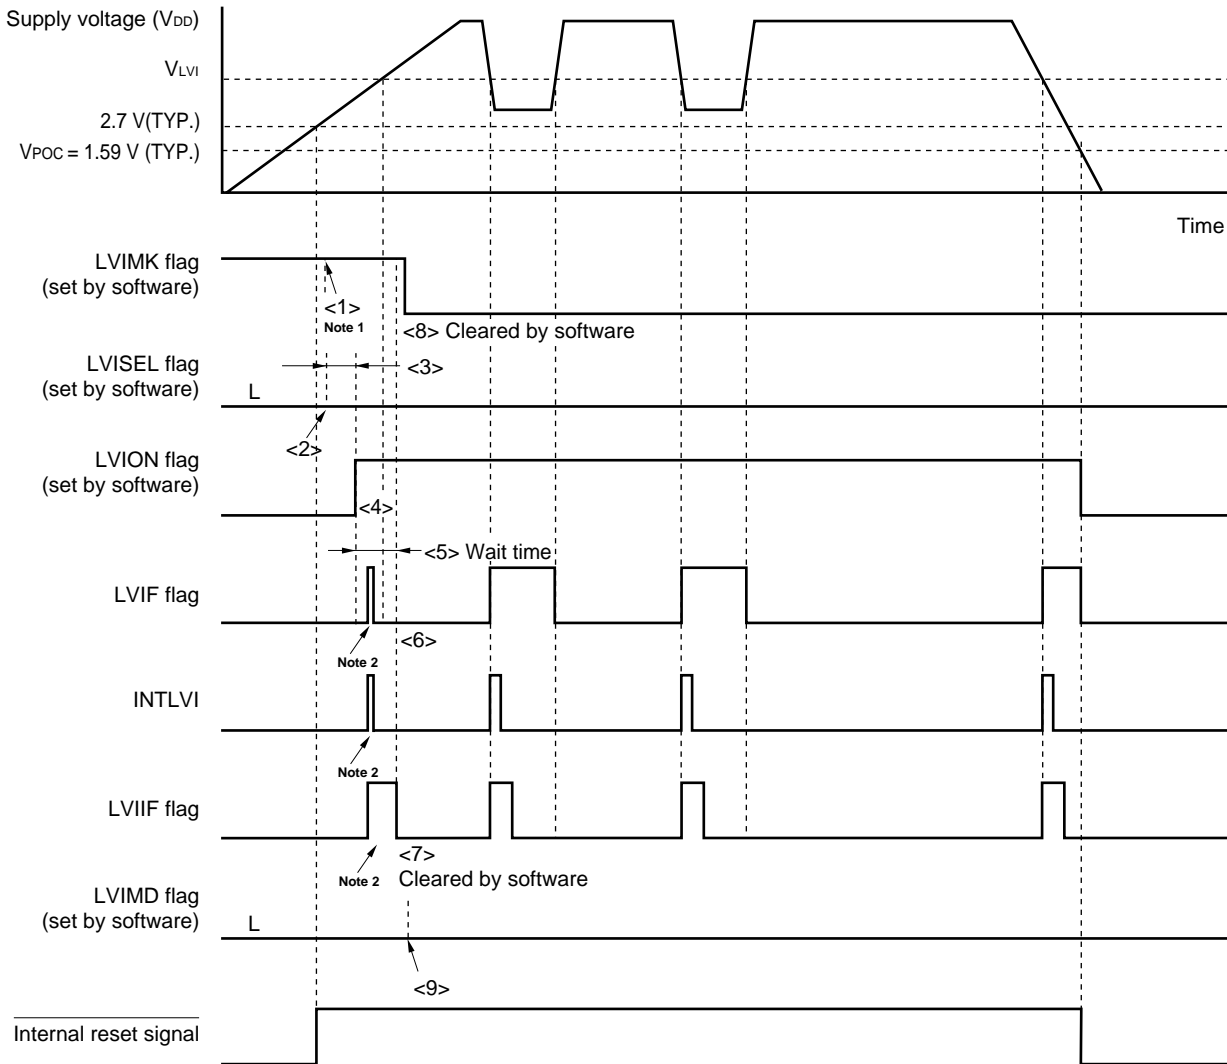 Supply voltage (VDD)
VLVI
2.7 V(TYP.)
VPOC = 1.59 V (TYP.)
Time
LVIMK flag
(set by software)
<1>
Note 1
<8> Cleared by software
LVISEL flag
(set by software)
L
<3>
<2>
LVION flag
(set by software)
<4>
<5> Wait time
LVIF flag
<6>
Note 2
INTLVI
Note 2
LVIIF flag
Note 2
<7>
Cleared by software
LVIMD flag
(set by software)
L
<9>
Internal reset signal